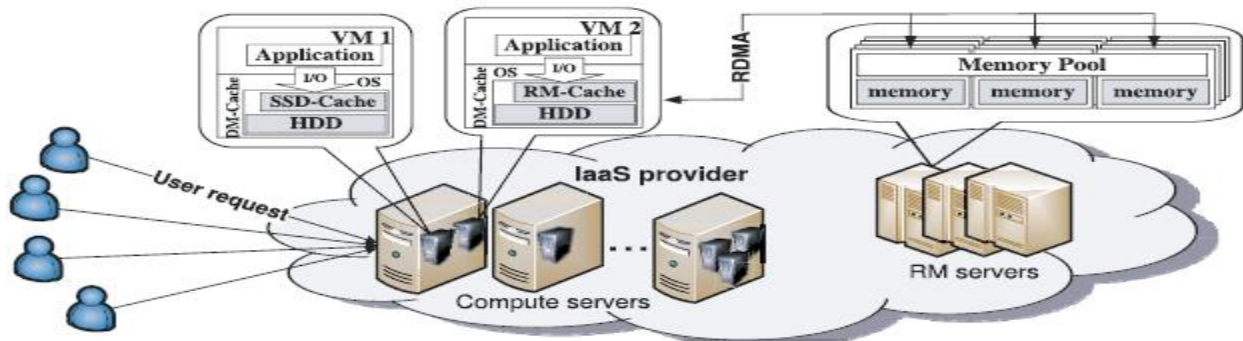 VM 1
Application
I/O
OS
SSD-Cache
HDD
DM-Cache
VM 2
Application
OS
I/O
RM-Cache
HDD
DM-Cache
RDMA
Memory Pool
memory memory memory
User request
IaaS provider
Compute servers
RM servers